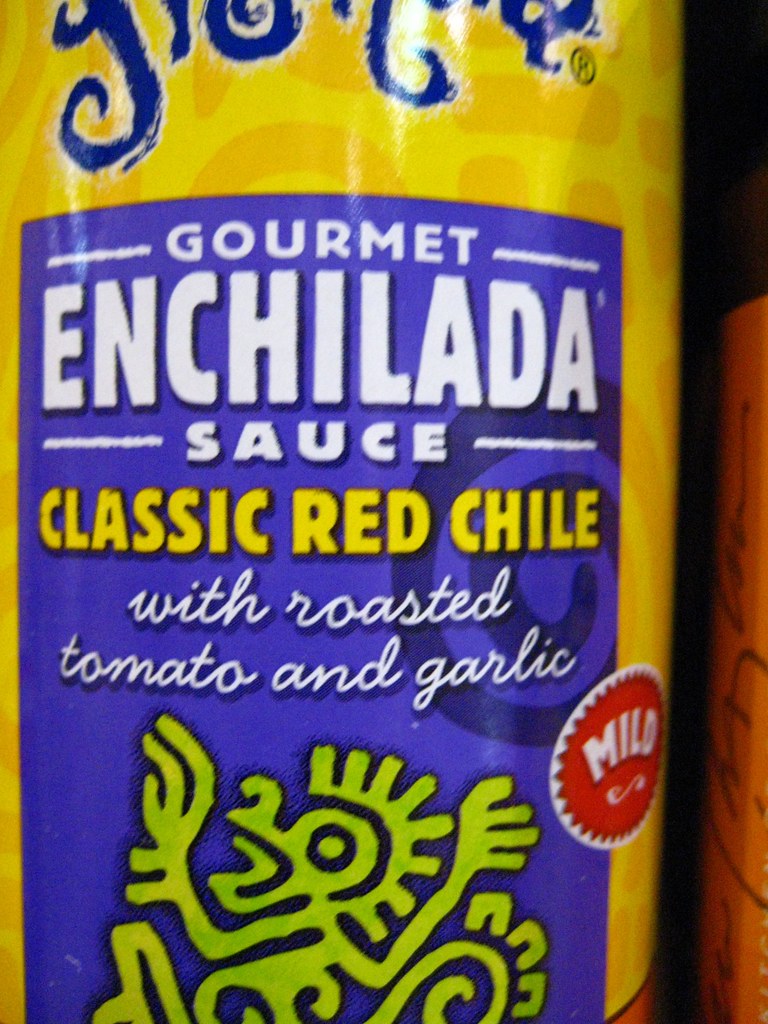 ®
GOURMET
ENCHILADA
SAUCE
CLASSIC RED CHILE
with roasted
tomato and garlic
MILD